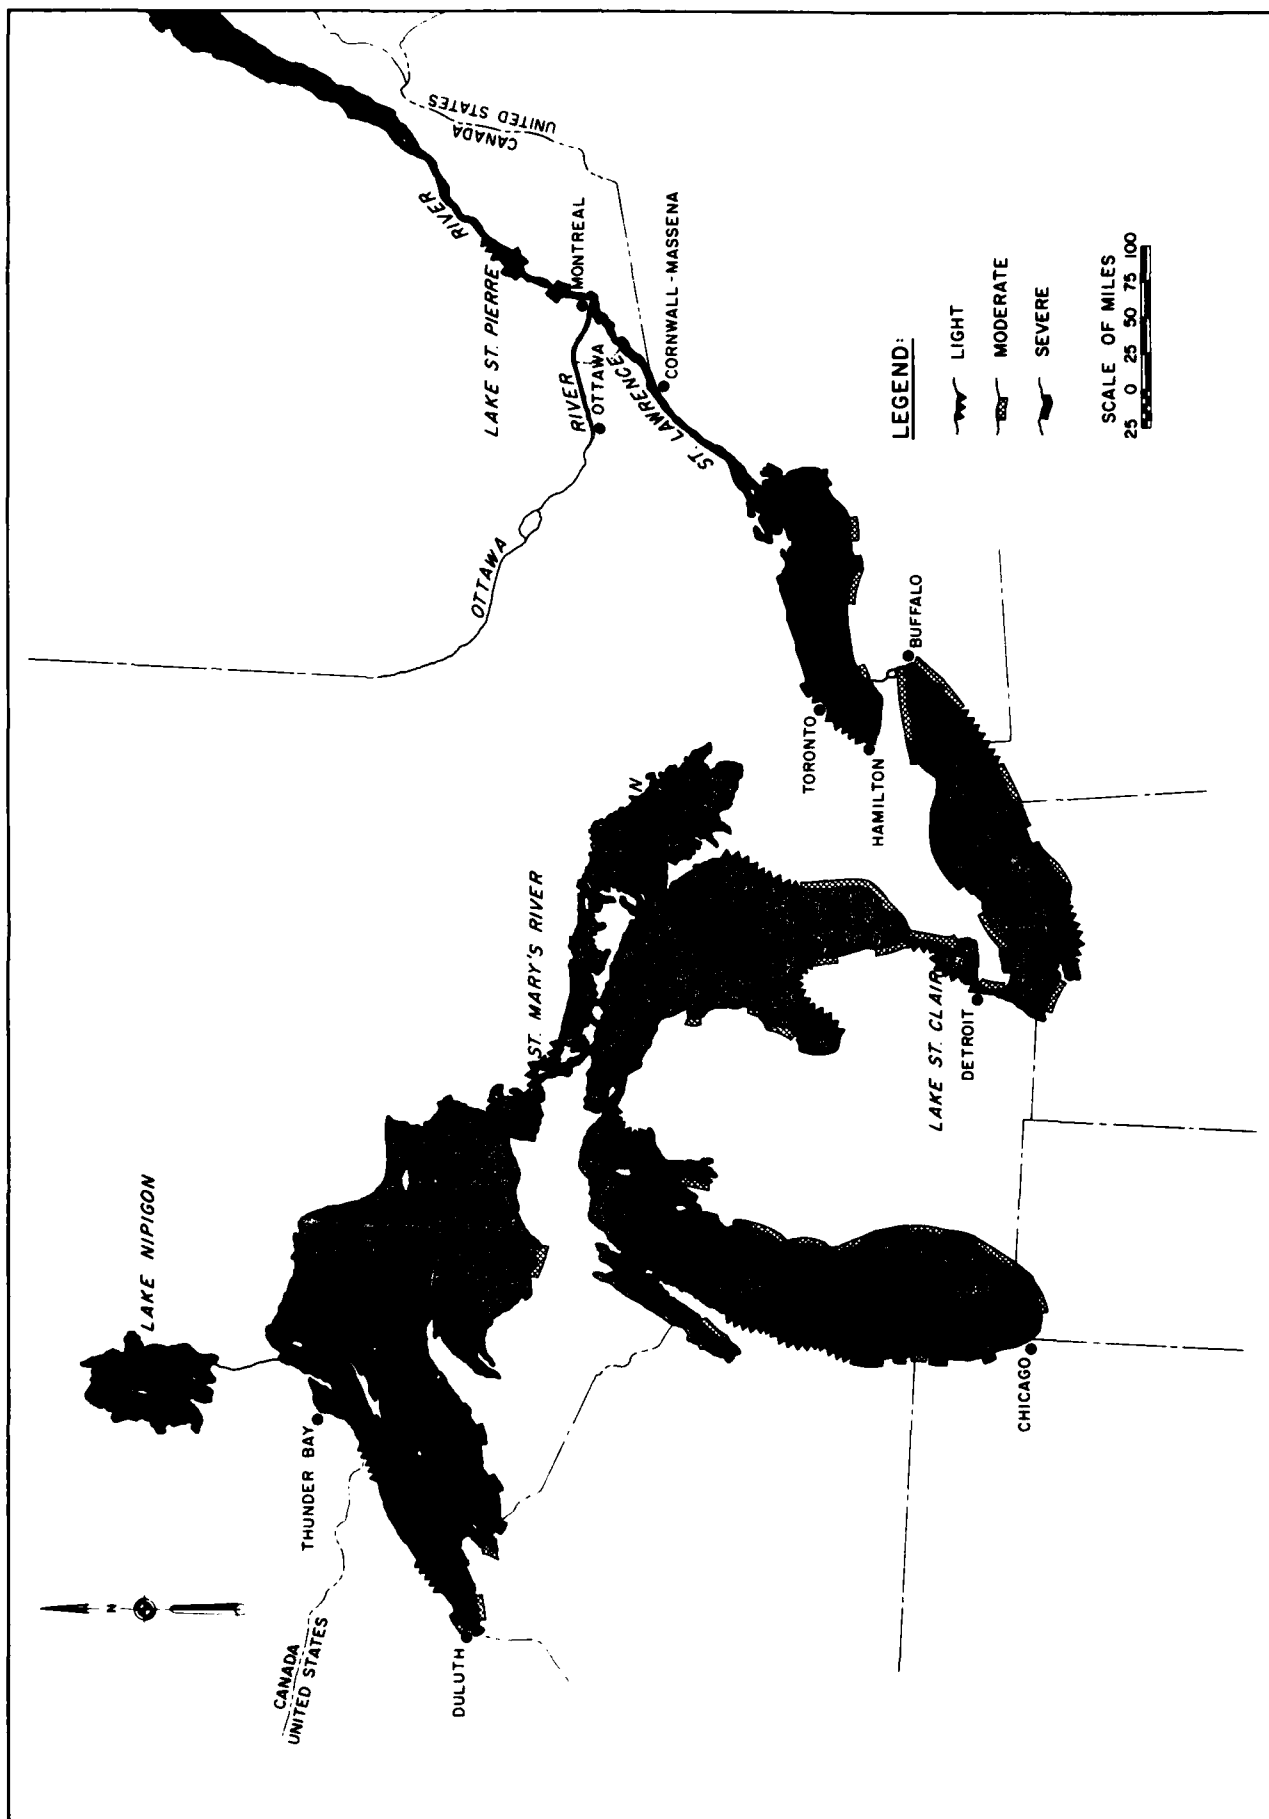 N
CANADA
UNITED STATES
DULUTH
THUNDER BAY
LAKE NIPIGON
ST. MARY'S RIVER
N
CHICAGO
LAKE ST. CLAIR
DETROIT
TORONTO
HAMILTON
BUFFALO
OTTAWA
RIVER
OTTAWA
LAKE ST. PIERRE
MONTREAL
ST. LAWRENCE
RIVER
CORNWALL-MASSENA
CANADA
UNITED STATES
LEGEND:
LIGHT
MODERATE
SEVERE
SCALE OF MILES
25 0 25 50 75 100